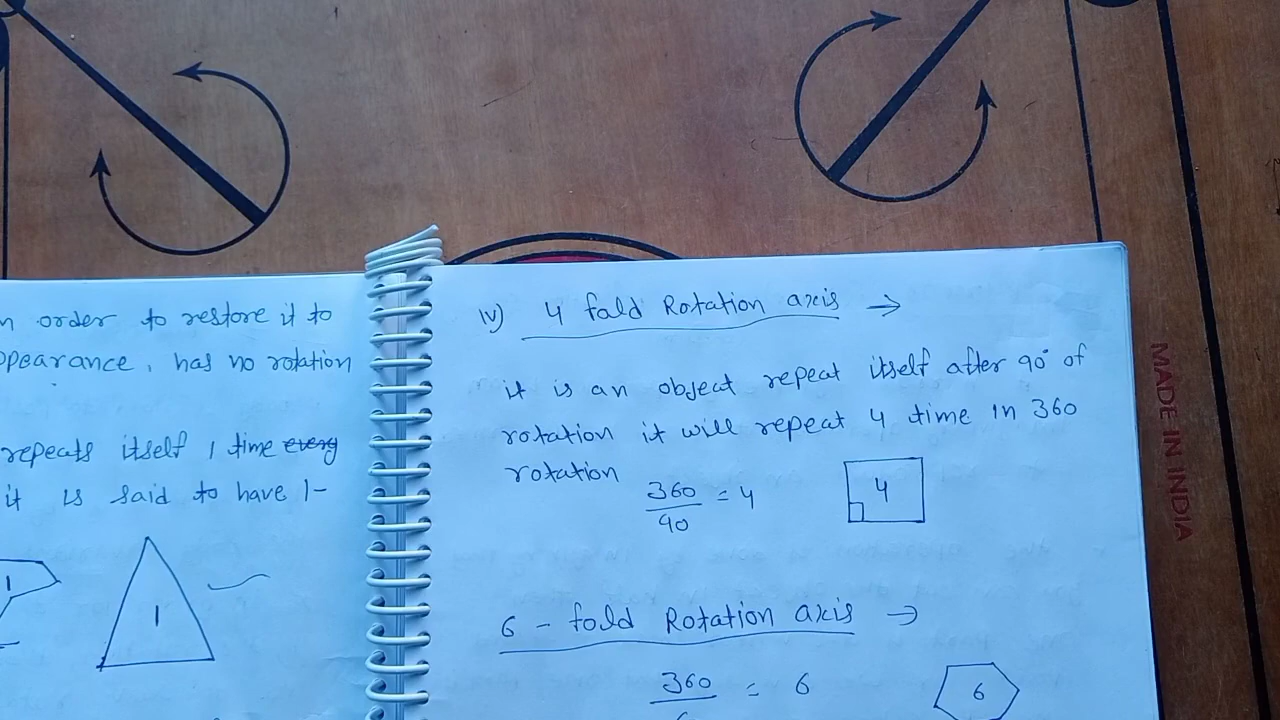 n order to restore it to
ppearance, has no rotation
repeats itself 1 time every
it is said to have 1-
1
1
iv) 4 fold Rotation axis →
it is an object repeat itself after 90° of
rotation it will repeat 4 time in 360
rotation
360/90 = 4
4
6 - fold Rotation axis →
360 = 6
6
MADE IN INDIA